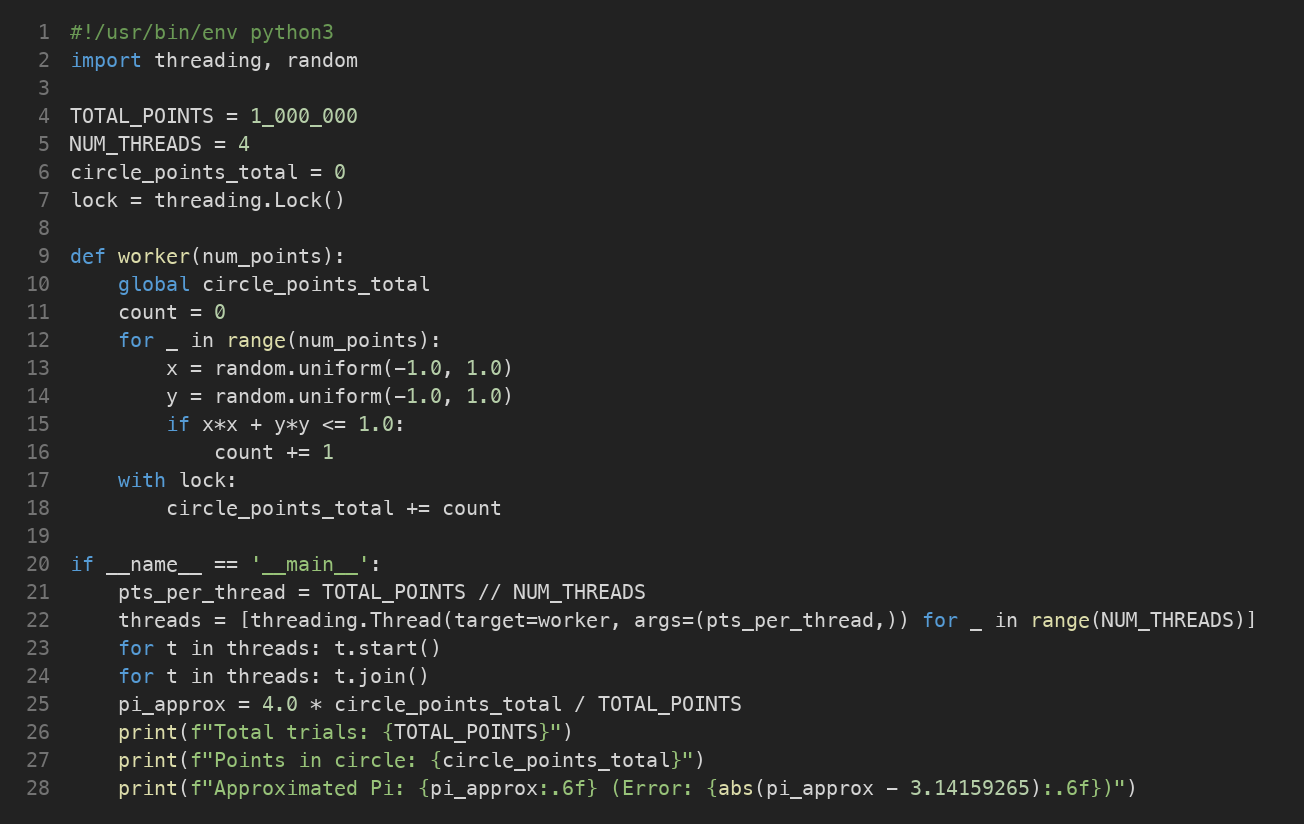 1 #!/usr/bin/env python3
2 import threading, random
3
4 TOTAL_POINTS = 1_000_000
5 NUM_THREADS = 4
6 circle_points_total = 0
7 lock = threading.Lock()
8
9 def worker(num_points):
10     global circle_points_total
11     count = 0
12     for _ in range(num_points):
13         x = random.uniform(-1.0, 1.0)
14         y = random.uniform(-1.0, 1.0)
15         if x*x + y*y <= 1.0:
16             count += 1
17     with lock:
18         circle_points_total += count
19
20 if __name__ == '__main__':
21     pts_per_thread = TOTAL_POINTS // NUM_THREADS
22     threads = [threading.Thread(target=worker, args=(pts_per_thread,)) for _ in range(NUM_THREADS)]
23     for t in threads: t.start()
24     for t in threads: t.join()
25     pi_approx = 4.0 * circle_points_total / TOTAL_POINTS
26     print(f"Total trials: {TOTAL_POINTS}")
27     print(f"Points in circle: {circle_points_total}")
28     print(f"Approximated Pi: {pi_approx:.6f} (Error: {abs(pi_approx - 3.14159265):.6f})")